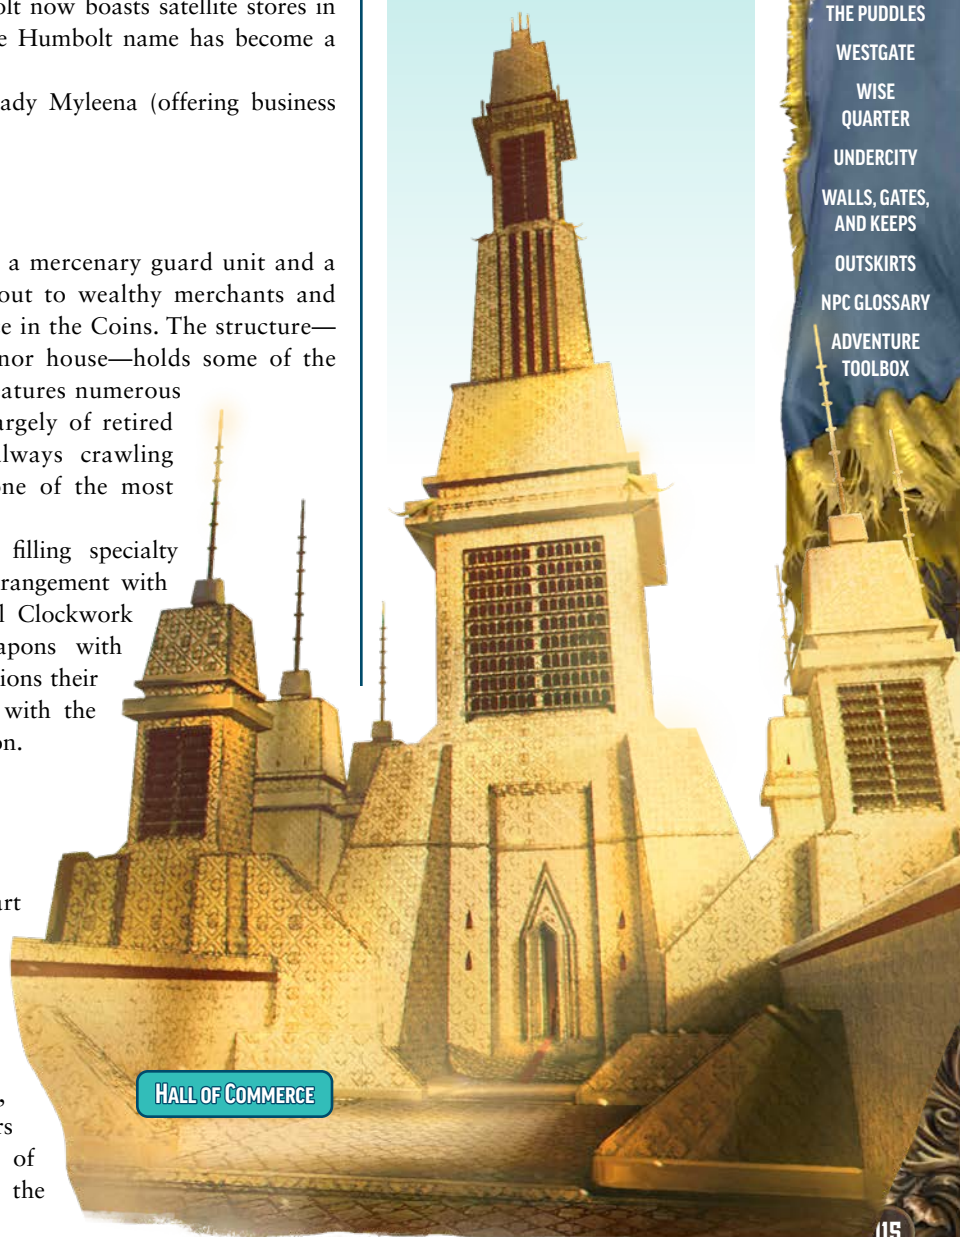 olt now boasts satellite stores in
e Humbolt name has become a
ady Myleena (offering business
a mercenary guard unit and a
out to wealthy merchants and
e in the Coins. The structure—
nor house—holds some of the
atures numerous
argely of retired
lways crawling
ne of the most
filling specialty
rrangement with
l Clockwork
apons with
ions their
with the
on.
art
,
rs
of
the
HALL OF COMMERCE
THE PUDDLES
WESTGATE
WISE
QUARTER
UNDERCITY
WALLS, GATES,
AND KEEPS
OUTSKIRTS
NPC GLOSSARY
ADVENTURE
TOOLBOX
115